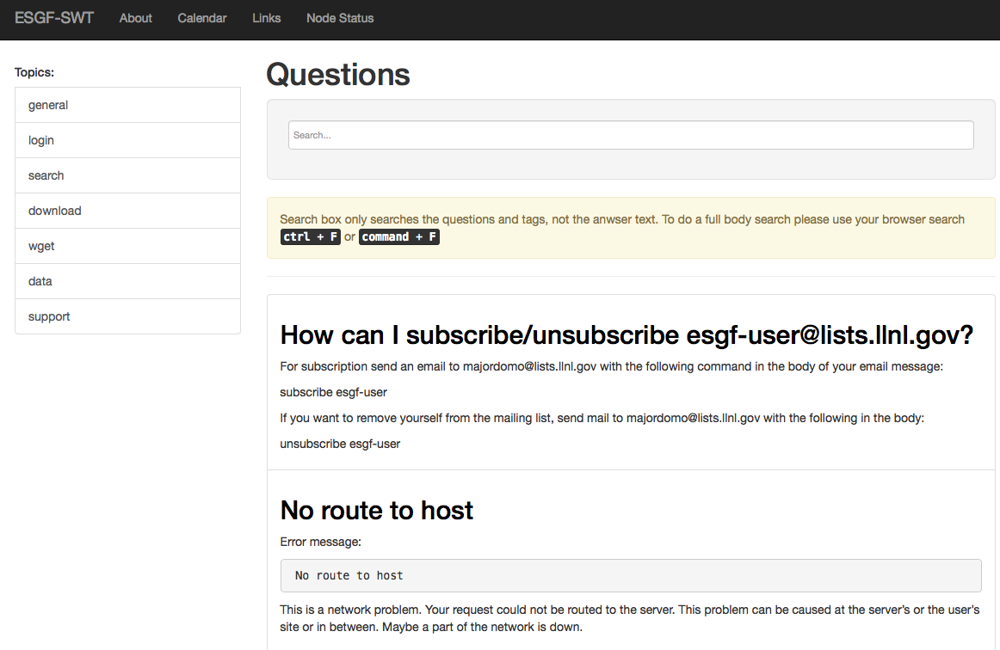 ESGF-SWT About Calendar Links Node Status
Topics:
general
login
search
download
wget
data
support
Questions
Search...
Search box only searches the questions and tags, not the anwser text. To do a full body search please use your browser search
ctrl + F or command + F
How can I subscribe/unsubscribe esgf-user@lists.llnl.gov?
For subscription send an email to majordomo@lists.llnl.gov with the following command in the body of your email message:
subscribe esgf-user
If you want to remove yourself from the mailing list, send mail to majordomo@lists.llnl.gov with the following in the body:
unsubscribe esgf-user
No route to host
Error message:
No route to host
This is a network problem. Your request could not be routed to the server. This problem can be caused at the server's or the user's
site or in between. Maybe a part of the network is down.